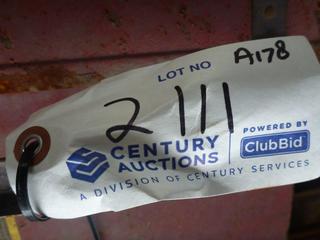 A178
LOT NO
2111
CENTURY AUCTIONS
POWERED BY
ClubBid
A DIVISION OF CENTURY SERVICES